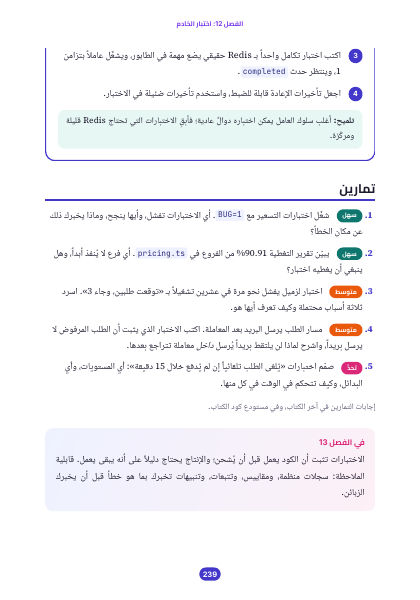 الفصل 12: اختبار الخادم
3 اكتب اختبار تكامل واحداً بـ Redis حقيقي يضع مهمة في الطابور، ويشغّل عاملاً بتزامن
1، وينتظر حدث completed .
4 اجعل تأخيرات الإعادة قابلة للضبط، واستخدم تأخيرات ضئيلة في الاختبار.
تلميح: أغلب سلوك العامل يمكن اختباره دوالّ عادية؛ فأبقِ الاختبارات التي تحتاج Redis قليلة
ومركّزة.
تمارين
1. سهل شغّل اختبارات التسعير مع BUG=1 . أي الاختبارات تفشل، وأيها ينجح، وماذا يخبرك ذلك
عن مكان الخطأ؟
2. سهل يبيّن تقرير التغطية 90.91% من الفروع في pricing.ts . أي فرع لا يُنفذ أبداً، وهل
ينبغي أن يغطيه اختبار؟
3. متوسط اختبار لزميل يفشل نحو مرة في عشرين تشغيلاً بـ «توقعت طلبين، وجاء 3». اسرد
ثلاثة أسباب محتملة وكيف تعرف أيها هو.
4. متوسط مسار الطلب يرسل البريد بعد المعاملة. اكتب الاختبار الذي يثبت أن الطلب المرفوض لا
يرسل بريداً، واشرح لماذا لن يلتقط بريداً يُرسل داخل معاملة تتراجع بعدها.
5. تحدٍّ صمّم اختبارات «يُلغى الطلب تلقائياً إن لم يُدفع خلال 15 دقيقة»: أي المستويات، وأي
البدائل، وكيف تتحكم في الوقت في كل منها.
إجابات التمارين في آخر الكتاب، وفي مستودع كود الكتاب.
في الفصل 13
الاختبارات تثبت أن الكود يعمل قبل أن يُشحن؛ والإنتاج يحتاج دليلاً على أنه يبقى يعمل. قابلية
الملاحظة: سجلات منظمة، ومقاييس، وتتبعات، وتنبيهات تخبرك بما هو خطأ قبل أن يخبرك
الزبائن.
239